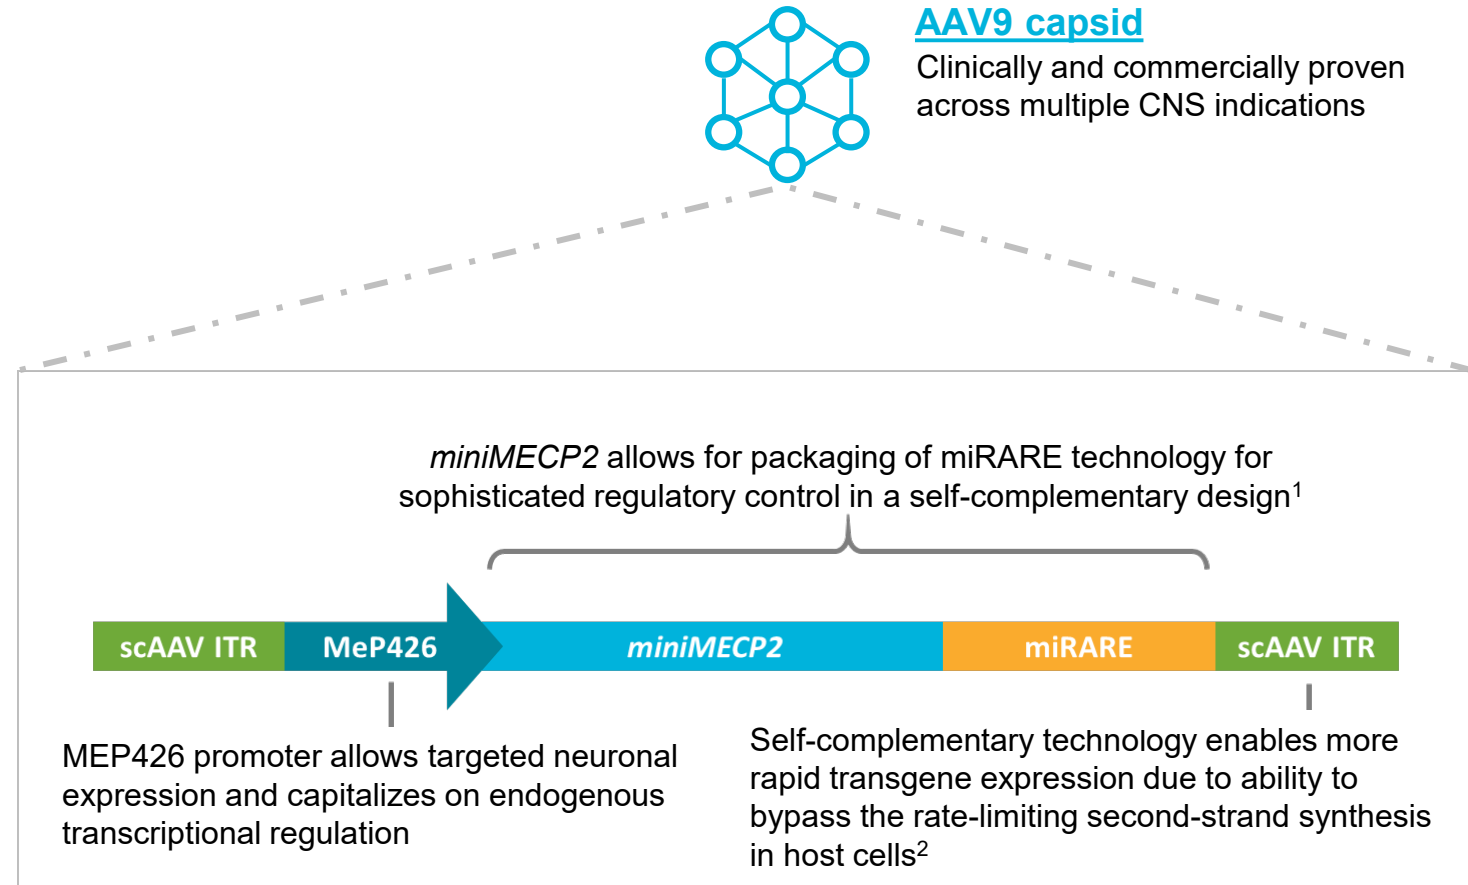 AAV9 capsid
Clinically and commercially proven
across multiple CNS indications
miniMECP2 allows for packaging of miRARE technology for
sophisticated regulatory control in a self-complementary design1
scAAV ITR MeP426 miniMECP2 miRARE scAAV ITR
MEP426 promoter allows targeted neuronal
expression and capitalizes on endogenous
transcriptional regulation
Self-complementary technology enables more
rapid transgene expression due to ability to
bypass the rate-limiting second-strand synthesis
in host cells2